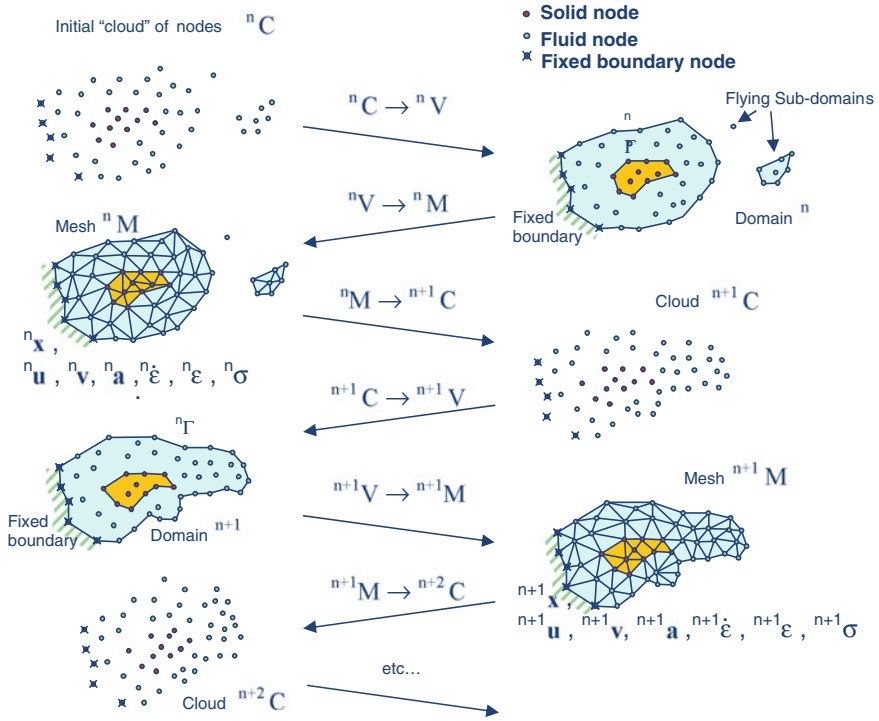 Initial “cloud” of nodes ⁿC
Solid node
Fluid node
Fixed boundary node
ⁿC → ⁿV
Flying Sub-domains
n
Γ
Fixed
boundary
Domain ⁿ
ⁿV → ⁿM
Mesh ⁿM
ⁿx ,
ⁿu , ⁿv, ⁿa , ⁿε̇ , ⁿε , ⁿσ
.
ⁿM → ⁿ⁺¹C
Cloud ⁿ⁺¹C
ⁿ⁺¹C → ⁿ⁺¹V
ⁿΓ
Fixed
boundary
Domain ⁿ⁺¹
ⁿ⁺¹V → ⁿ⁺¹M
Mesh ⁿ⁺¹M
ⁿ⁺¹x ,
ⁿ⁺¹u , ⁿ⁺¹v, ⁿ⁺¹a , ⁿ⁺¹ε̇ , ⁿ⁺¹ε , ⁿ⁺¹σ
ⁿ⁺¹M → ⁿ⁺²C
Cloud ⁿ⁺²C
etc…